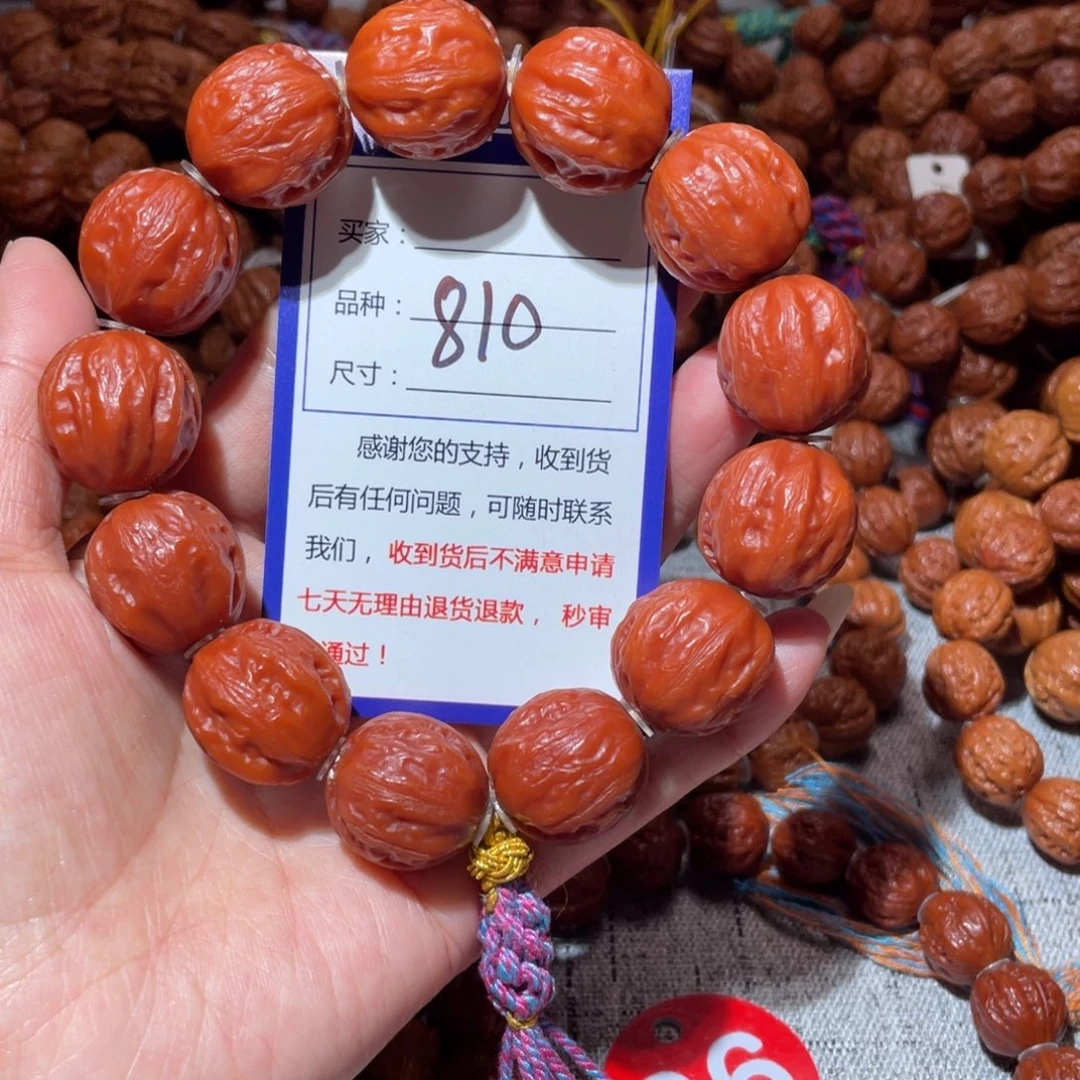 买家：
品种：810
尺寸：
感谢您的支持，收到货
后有任何问题，可随时联系
我们，收到货后不满意申请
七天无理由退货退款，秒审
通过！
6